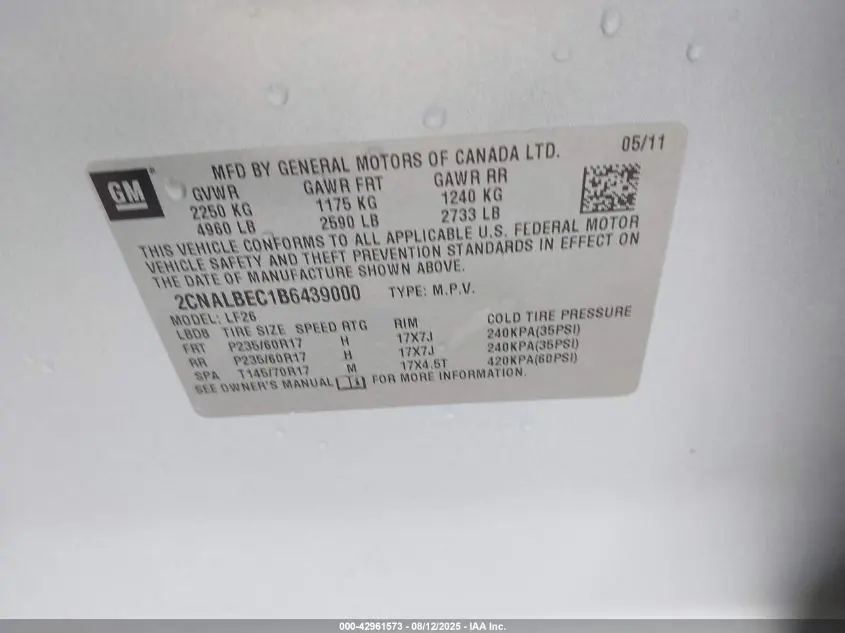 GM
MFD BY GENERAL MOTORS OF CANADA LTD. 05/11
GVWR GAWR FRT GAWR RR
2250 KG 1175 KG 1240 KG
4960 LB 2590 LB 2733 LB
THIS VEHICLE CONFORMS TO ALL APPLICABLE U.S. FEDERAL MOTOR
VEHICLE SAFETY AND THEFT PREVENTION STANDARDS IN EFFECT ON
THE DATE OF MANUFACTURE SHOWN ABOVE.
2CNALBEC1B6439000 TYPE: M.P.V.
MODEL: LF26
L8D8 TIRE SIZE SPEED RTG RIM COLD TIRE PRESSURE
FRT P235/60R17 H 17X7J 240KPA(35PSI)
RR P235/60R17 H 17X7J 240KPA(35PSI)
SPA T145/70R17 M 17X4.5T 420KPA(60PSI)
SEE OWNER'S MANUAL FOR MORE INFORMATION.
000-42961573 - 08/12/2025 - IAA Inc.